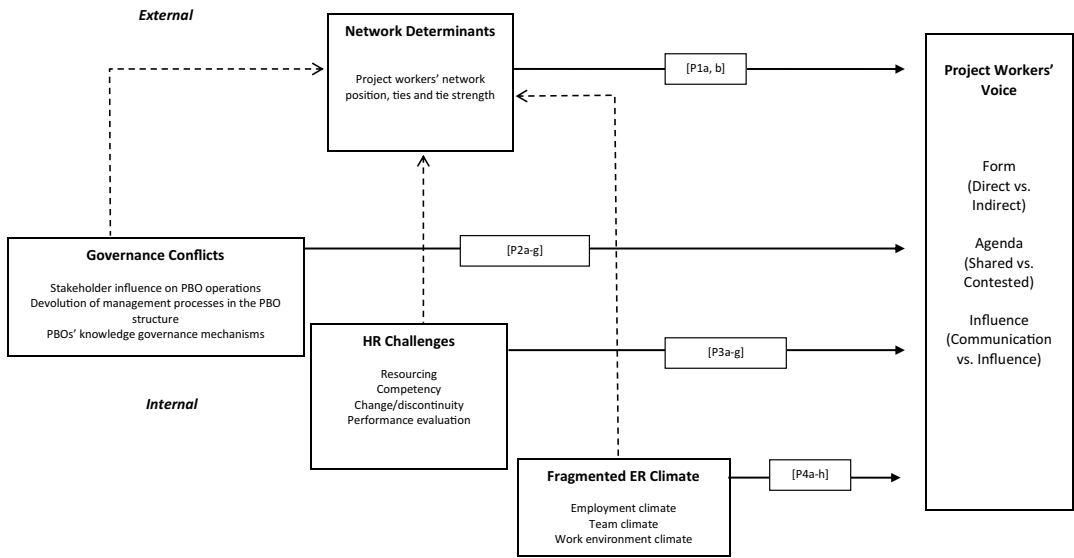 External
Network Determinants
Project workers’ network
position, ties and tie strength
[P1a, b]
Project Workers’
Voice
Form
(Direct vs.
Indirect)
Agenda
(Shared vs.
Contested)
Influence
(Communication
vs. Influence)
Governance Conflicts
Stakeholder influence on PBO operations
Devolution of management processes in the PBO
structure
PBOs’ knowledge governance mechanisms
[P2a-g]
HR Challenges
Resourcing
Competency
Change/discontinuity
Performance evaluation
[P3a-g]
Internal
Fragmented ER Climate
Employment climate
Team climate
Work environment climate
[P4a-h]